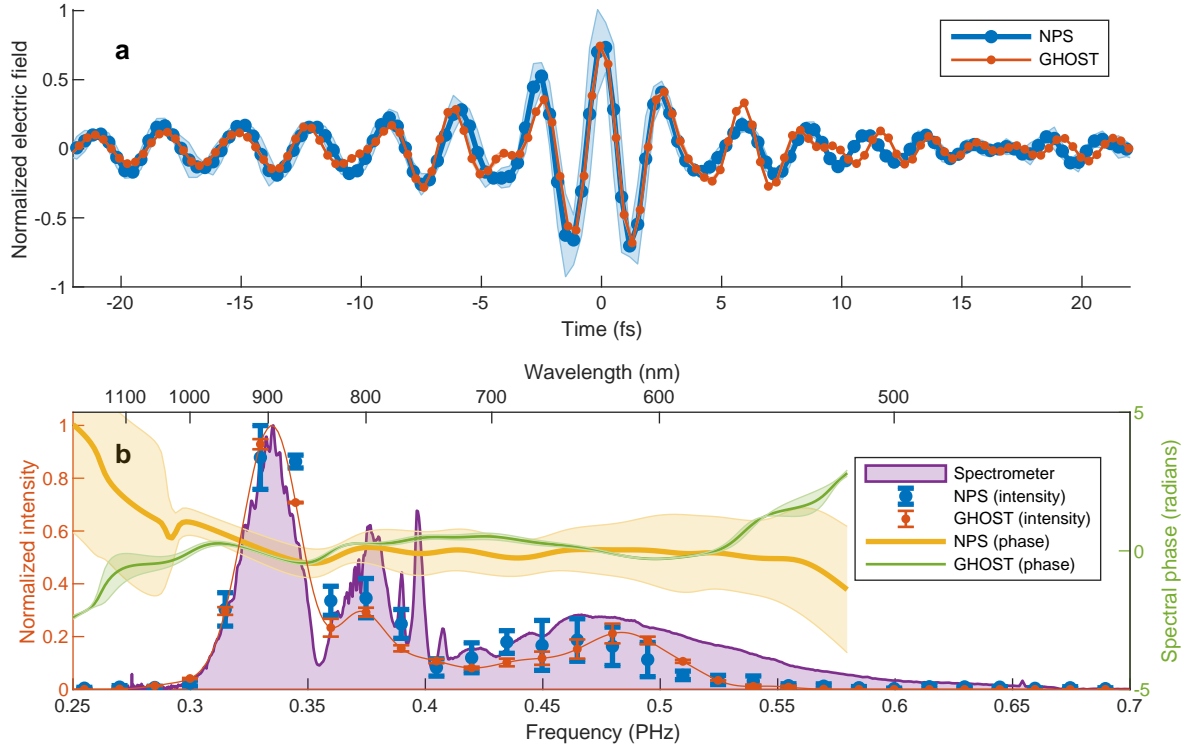 1
0.5
0
-0.5
-1
Normalized electric field
a
NPS
GHOST
-20
-15
-10
-5
0
5
10
15
20
Time (fs)
Wavelength (nm)
1100
1000
900
800
700
600
500
1
0.8
0.6
0.4
0.2
0
Normalized intensity
b
Spectrometer
NPS (intensity)
GHOST (intensity)
NPS (phase)
GHOST (phase)
5
0
-5
Spectral phase (radians)
0.25
0.3
0.35
0.4
0.45
0.5
0.55
0.6
0.65
0.7
Frequency (PHz)